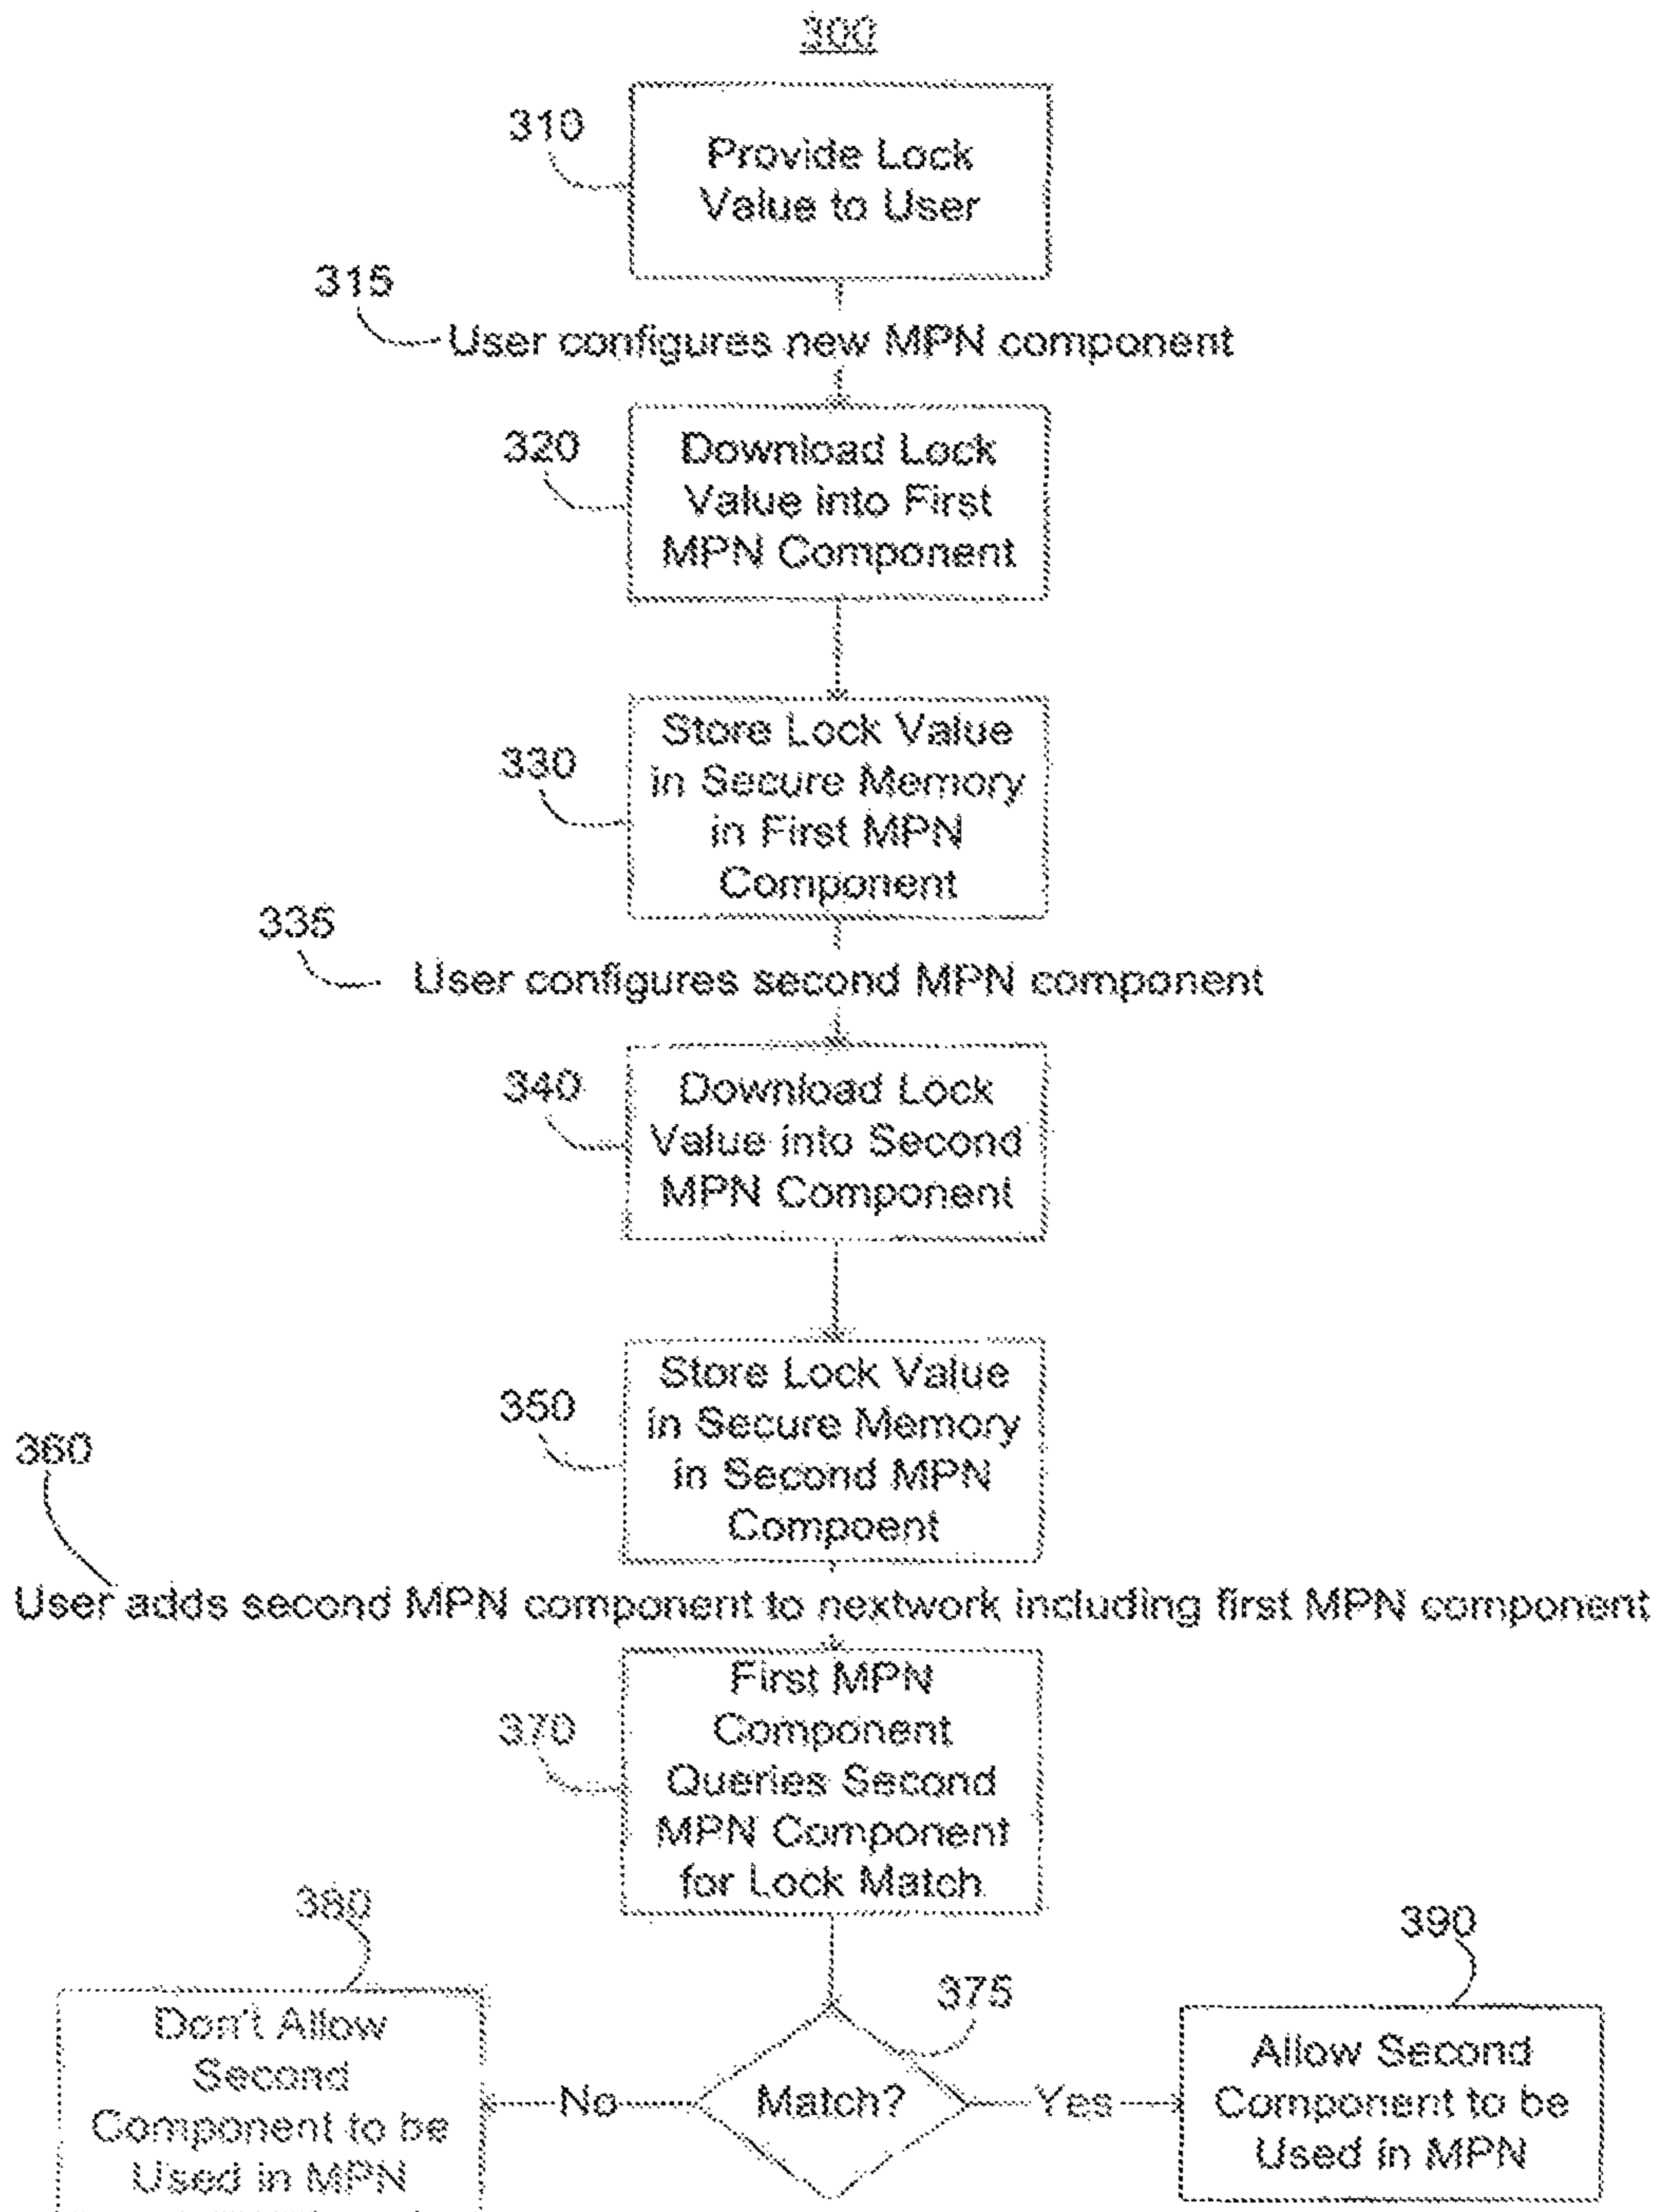 300
310
Provide Lock
Value to User
315
User configures new MPN component
320
Download Lock
Value into First
MPN Component
330
Store Lock Value
in Secure Memory
in First MPN
Component
335
User configures second MPN component
340
Download Lock
Value into Second
MPN Component
350
Store Lock Value
in Secure Memory
in Second MPN
Compoent
360
User adds second MPN component to nextwork including first MPN component
370
First MPN
Component
Queries Second
MPN Component
for Lock Match
380
Don't Allow
Second
Component to be
Used in MPN
No
375
Match?
Yes
390
Allow Second
Component to be
Used in MPN